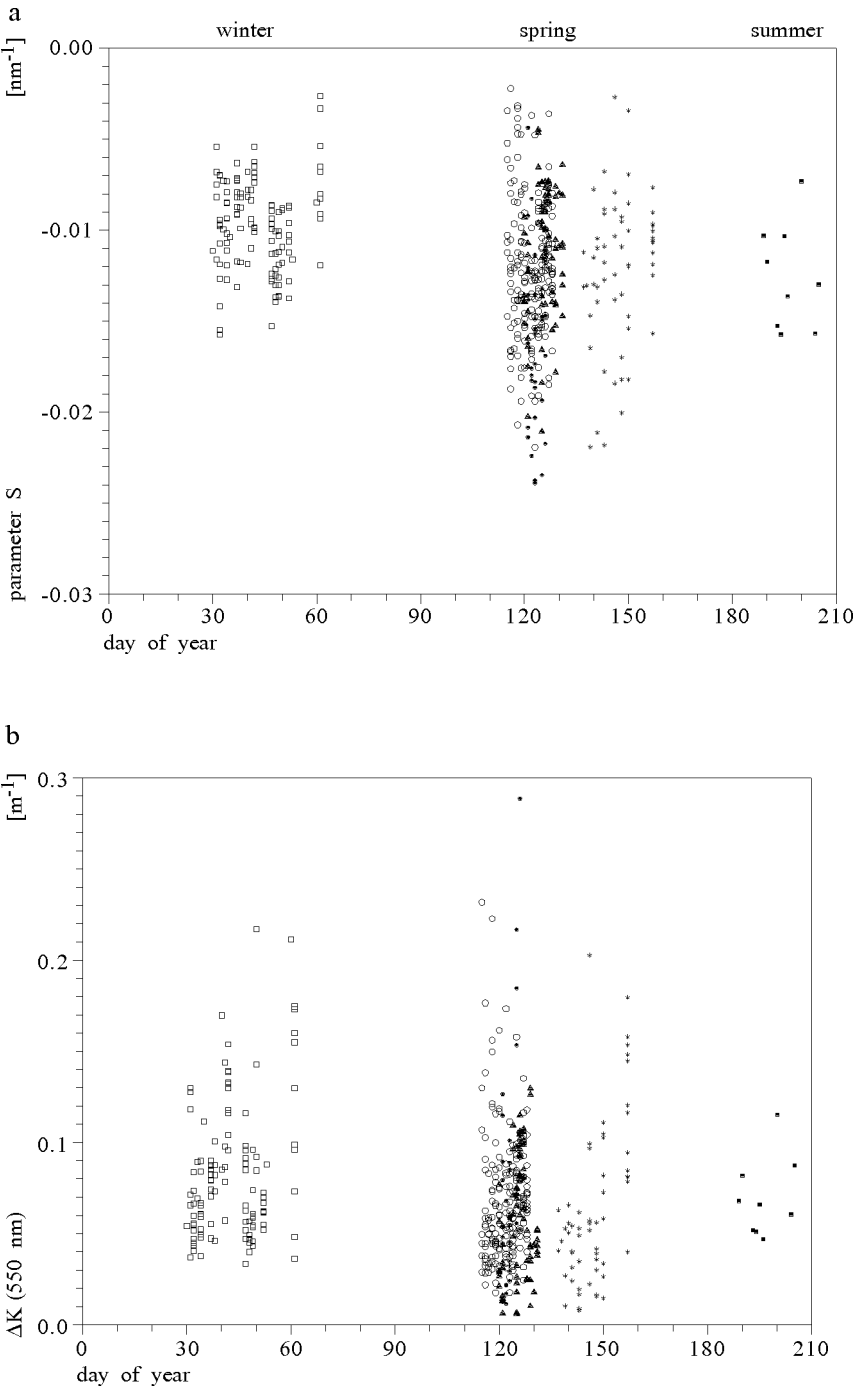 a
winter spring summer
0.00
[nm-1]
-0.01
-0.02
parameter S
-0.03
0 30 60 90 120 150 180 210
day of year
b
0.3
[m-1]
0.2
0.1
ΔK (550 nm)
0.0
0 30 60 90 120 150 180 210
day of year